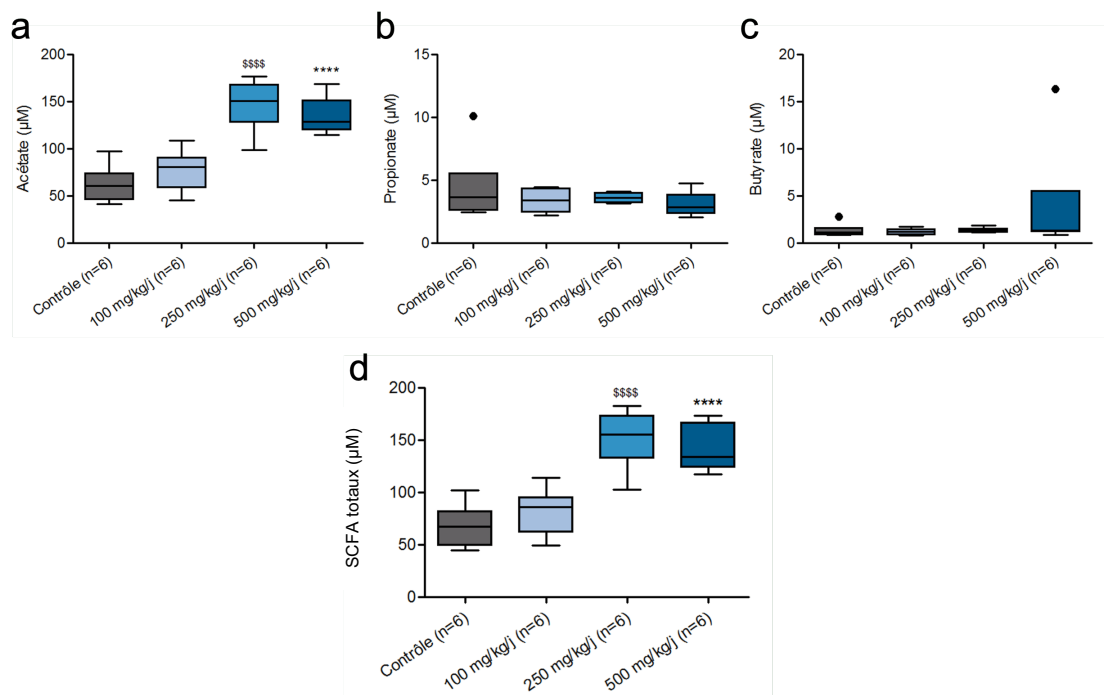 a
200
150
100
50
0
Acétate (µM)
$$$$
****
Contrôle (n=6)
100 mg/kg/j (n=6)
250 mg/kg/j (n=6)
500 mg/kg/j (n=6)
b
15
10
5
0
Propionate (µM)
Contrôle (n=6)
100 mg/kg/j (n=6)
250 mg/kg/j (n=6)
500 mg/kg/j (n=6)
c
20
15
10
5
0
Butyrate (µM)
Contrôle (n=6)
100 mg/kg/j (n=6)
250 mg/kg/j (n=6)
500 mg/kg/j (n=6)
d
200
150
100
50
0
SCFA totaux (µM)
$$$$
****
Contrôle (n=6)
100 mg/kg/j (n=6)
250 mg/kg/j (n=6)
500 mg/kg/j (n=6)